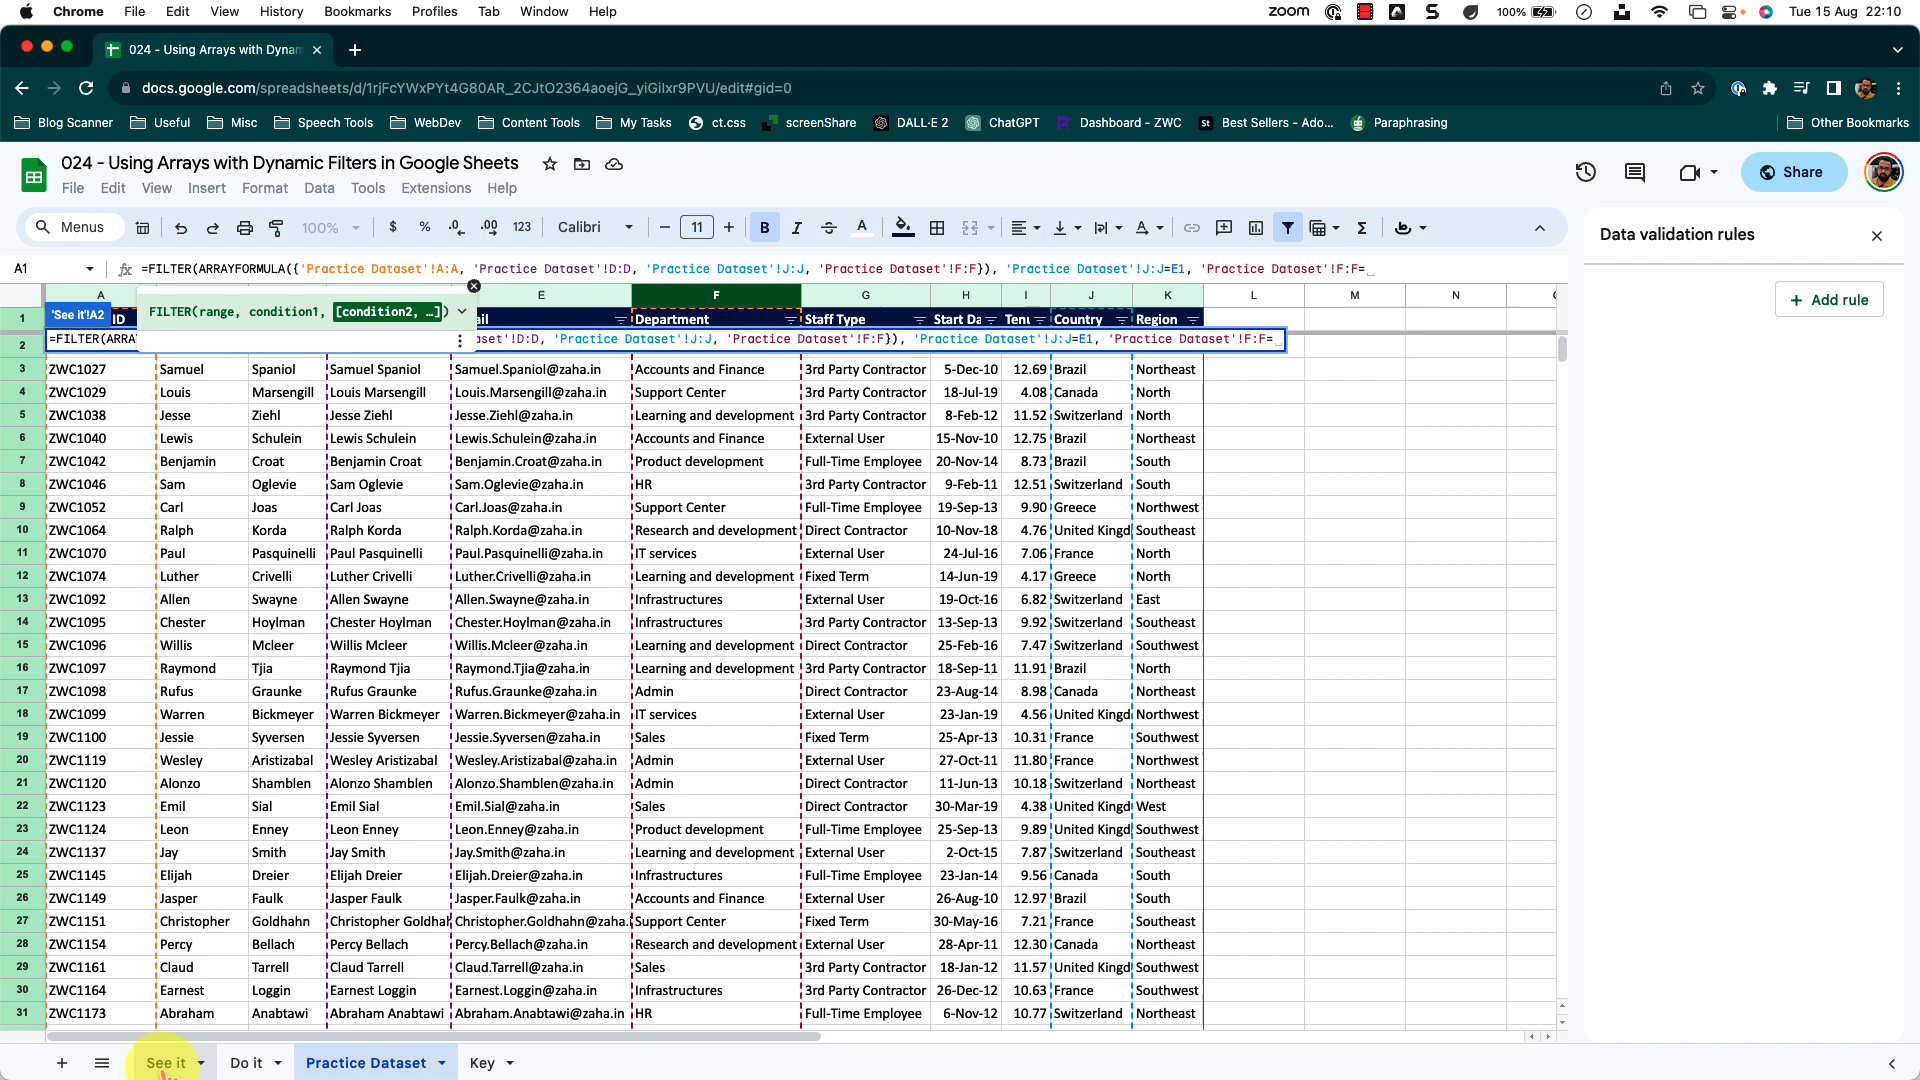 Chrome File Edit View History Bookmarks Profiles Tab Window Help zoom 100% Tue 15 Aug 22:10
024 - Using Arrays with Dynam
docs.google.com/spreadsheets/d/1rjFcYWxPYt4G80AR_2CJtO2364aoejG_yiGiIxr9PVU/edit#gid=0
Blog Scanner Useful Misc Speech Tools WebDev Content Tools My Tasks ct.css screenShare DALL·E 2 ChatGPT Dashboard - ZWC Best Sellers - Ado... Paraphrasing Other Bookmarks
024 - Using Arrays with Dynamic Filters in Google Sheets
File Edit View Insert Format Data Tools Extensions Help
Share
Menus 100% $ % .0 .00 123 Calibri 11 B I A
Data validation rules
A1 fx =FILTER(ARRAYFORMULA({'Practice Dataset'!A:A, 'Practice Dataset'!D:D, 'Practice Dataset'!J:J, 'Practice Dataset'!F:F}), 'Practice Dataset'!J:J=E1, 'Practice Dataset'!F:F=
A E F G H I J K L M N
Add rule
'See it'!A2
FILTER(range, condition1, [condition2, …])
1 ID ail Department Staff Type Start Da Tenu Country Region
2 =FILTER(ARRA aset'!D:D, 'Practice Dataset'!J:J, 'Practice Dataset'!F:F}), 'Practice Dataset'!J:J=E1, 'Practice Dataset'!F:F=
3 ZWC1027 Samuel Spaniol Samuel Spaniol Samuel.Spaniol@zaha.in Accounts and Finance 3rd Party Contractor 5-Dec-10 12.69 Brazil Northeast
4 ZWC1029 Louis Marsengill Louis Marsengill Louis.Marsengill@zaha.in Support Center 3rd Party Contractor 18-Jul-19 4.08 Canada North
5 ZWC1038 Jesse Ziehl Jesse Ziehl Jesse.Ziehl@zaha.in Learning and development 3rd Party Contractor 8-Feb-12 11.52 Switzerland North
6 ZWC1040 Lewis Schulein Lewis Schulein Lewis.Schulein@zaha.in Accounts and Finance External User 15-Nov-10 12.75 Brazil Northeast
7 ZWC1042 Benjamin Croat Benjamin Croat Benjamin.Croat@zaha.in Product development Full-Time Employee 20-Nov-14 8.73 Brazil South
8 ZWC1046 Sam Oglevie Sam Oglevie Sam.Oglevie@zaha.in HR 3rd Party Contractor 9-Feb-11 12.51 Switzerland South
9 ZWC1052 Carl Joas Carl Joas Carl.Joas@zaha.in Support Center Full-Time Employee 19-Sep-13 9.90 Greece Northwest
10 ZWC1064 Ralph Korda Ralph Korda Ralph.Korda@zaha.in Research and development Direct Contractor 10-Nov-18 4.76 United Kingd Southeast
11 ZWC1070 Paul Pasquinelli Paul Pasquinelli Paul.Pasquinelli@zaha.in IT services External User 24-Jul-16 7.06 France North
12 ZWC1074 Luther Crivelli Luther Crivelli Luther.Crivelli@zaha.in Learning and development Fixed Term 14-Jun-19 4.17 Greece North
13 ZWC1092 Allen Swayne Allen Swayne Allen.Swayne@zaha.in Infrastructures External User 19-Oct-16 6.82 Switzerland East
14 ZWC1095 Chester Hoylman Chester Hoylman Chester.Hoylman@zaha.in Infrastructures 3rd Party Contractor 13-Sep-13 9.92 Switzerland Southeast
15 ZWC1096 Willis Mcleer Willis Mcleer Willis.Mcleer@zaha.in Learning and development Direct Contractor 25-Feb-16 7.47 Switzerland Southwest
16 ZWC1097 Raymond Tjia Raymond Tjia Raymond.Tjia@zaha.in Learning and development 3rd Party Contractor 18-Sep-11 11.91 Brazil North
17 ZWC1098 Rufus Graunke Rufus Graunke Rufus.Graunke@zaha.in Admin Direct Contractor 23-Aug-14 8.98 Canada Northeast
18 ZWC1099 Warren Bickmeyer Warren Bickmeyer Warren.Bickmeyer@zaha.in IT services External User 23-Jan-19 4.56 United Kingd Northwest
19 ZWC1100 Jessie Syversen Jessie Syversen Jessie.Syversen@zaha.in Sales Fixed Term 25-Apr-13 10.31 France Southwest
20 ZWC1119 Wesley Aristizabal Wesley Aristizabal Wesley.Aristizabal@zaha.in Admin External User 27-Oct-11 11.80 France Northwest
21 ZWC1120 Alonzo Shamblen Alonzo Shamblen Alonzo.Shamblen@zaha.in Admin Direct Contractor 11-Jun-13 10.18 Switzerland Northeast
22 ZWC1123 Emil Sial Emil Sial Emil.Sial@zaha.in Sales Direct Contractor 30-Mar-19 4.38 United Kingd West
23 ZWC1124 Leon Enney Leon Enney Leon.Enney@zaha.in Product development Full-Time Employee 25-Sep-13 9.89 United Kingd Southwest
24 ZWC1137 Jay Smith Jay Smith Jay.Smith@zaha.in Learning and development External User 2-Oct-15 7.87 Switzerland Southeast
25 ZWC1145 Elijah Dreier Elijah Dreier Elijah.Dreier@zaha.in Infrastructures Full-Time Employee 23-Jan-14 9.56 Canada South
26 ZWC1149 Jasper Faulk Jasper Faulk Jasper.Faulk@zaha.in Accounts and Finance External User 26-Aug-10 12.97 Brazil South
27 ZWC1151 Christopher Goldhahn Christopher Goldhal Christopher.Goldhahn@zaha. Support Center Fixed Term 30-May-16 7.21 France Southeast
28 ZWC1154 Percy Bellach Percy Bellach Percy.Bellach@zaha.in Research and development External User 28-Apr-11 12.30 Canada Northeast
29 ZWC1161 Claud Tarrell Claud Tarrell Claud.Tarrell@zaha.in Sales 3rd Party Contractor 18-Jan-12 11.57 United Kingd Southwest
30 ZWC1164 Earnest Loggin Earnest Loggin Earnest.Loggin@zaha.in Infrastructures 3rd Party Contractor 26-Dec-12 10.63 France Southwest
31 ZWC1173 Abraham Anabtawi Abraham Anabtawi Abraham.Anabtawi@zaha.in HR Full-Time Employee 6-Nov-12 10.77 Switzerland Northeast
See it Do it Practice Dataset Key